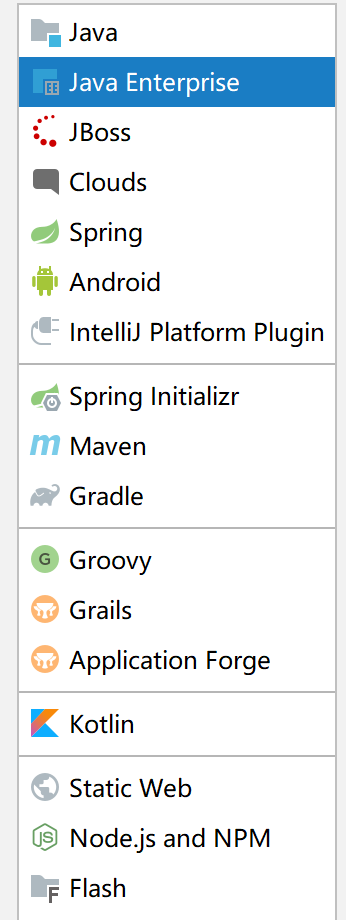 Java
Java Enterprise
JBoss
Clouds
Spring
Android
IntelliJ Platform Plugin
Spring Initializr
Maven
Gradle
Groovy
Grails
Application Forge
Kotlin
Static Web
Node.js and NPM
Flash